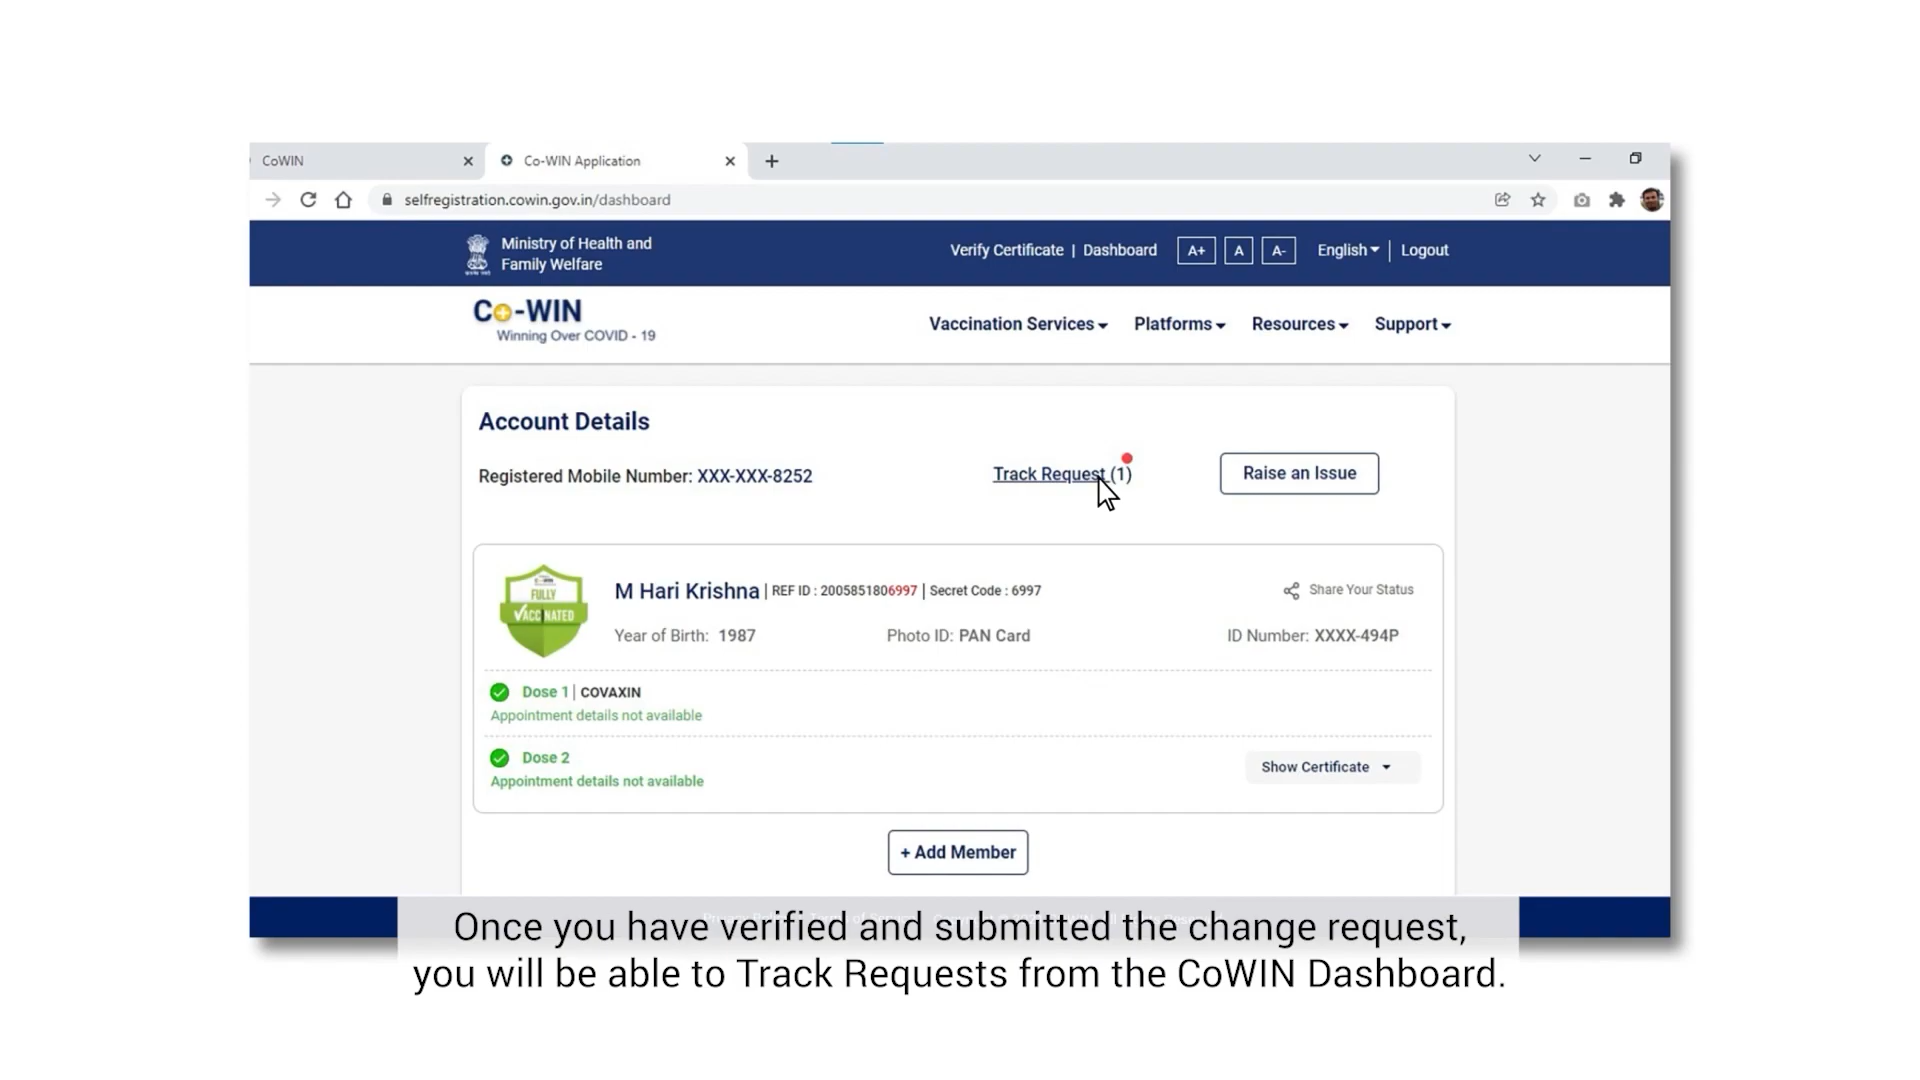 CoWIN
Co-WIN Application
selfregistration.cowin.gov.in/dashboard
Ministry of Health and
Family Welfare
Verify Certificate | Dashboard A+ A A- English | Logout
Co-WIN
Winning Over COVID - 19
Vaccination Services Platforms Resources Support
Account Details
Registered Mobile Number: XXX-XXX-8252 Track Request (1) Raise an Issue
FULLY
VACCINATED
M Hari Krishna | REF ID : 2005851806997 | Secret Code : 6997 Share Your Status
Year of Birth: 1987 Photo ID: PAN Card ID Number: XXXX-494P
Dose 1 | COVAXIN
Appointment details not available
Dose 2
Appointment details not available
Show Certificate
+ Add Member
Once you have verified and submitted the change request,
you will be able to Track Requests from the CoWIN Dashboard.